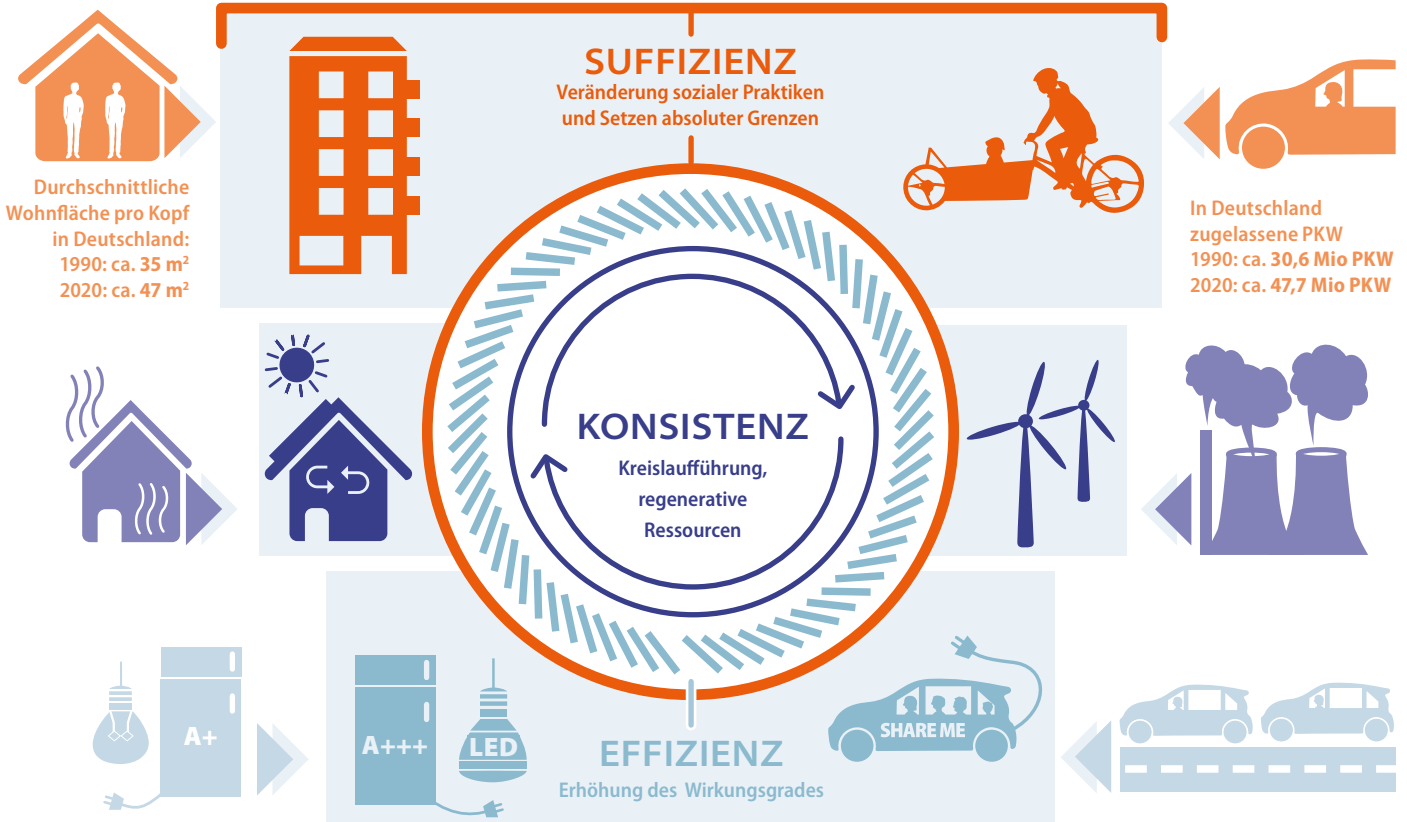 SUFFIZIENZ
Veränderung sozialer Praktiken
und Setzen absoluter Grenzen
Durchschnittliche
Wohnfläche pro Kopf
in Deutschland:
1990: ca. 35 m²
2020: ca. 47 m²
In Deutschland
zugelassene PKW
1990: ca. 30,6 Mio PKW
2020: ca. 47,7 Mio PKW
KONSISTENZ
Kreislaufführung,
regenerative
Ressourcen
A+
A+++
LED
EFFIZIENZ
Erhöhung des Wirkungsgrades
SHARE ME